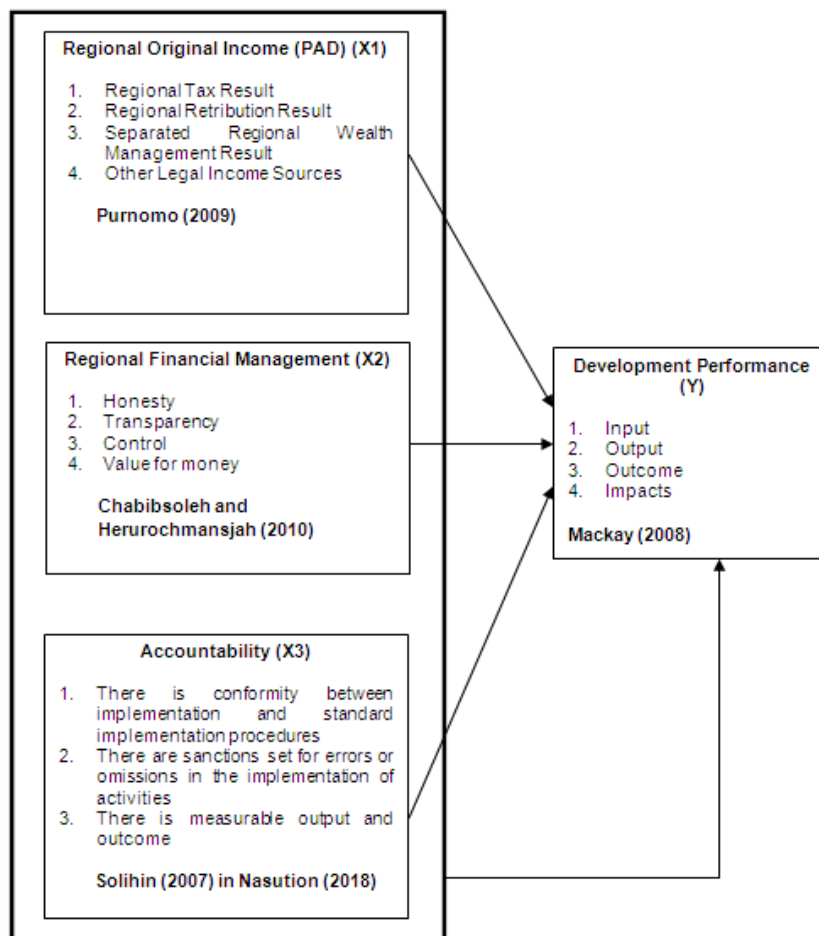 Regional Original Income (PAD) (X1)
1. Regional Tax Result
2. Regional Retribution Result
3. Separated Regional Wealth
Management Result
4. Other Legal Income Sources
Purnomo (2009)
Regional Financial Management (X2)
1. Honesty
2. Transparency
3. Control
4. Value for money
Chabibsoleh and
Herurochmansjah (2010)
Accountability (X3)
1. There is conformity between
implementation and standard
implementation procedures
2. There are sanctions set for errors or
omissions in the implementation of
activities
3. There is measurable output and
outcome
Solihin (2007) in Nasution (2018)
Development Performance
(Y)
1. Input
2. Output
3. Outcome
4. Impacts
Mackay (2008)